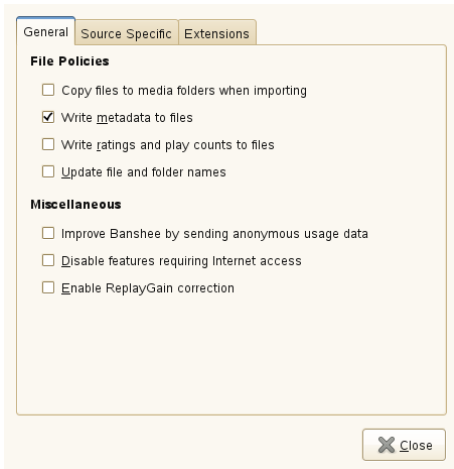 General Source Specific Extensions
File Policies
Copy files to media folders when importing
Write metadata to files
Write ratings and play counts to files
Update file and folder names
Miscellaneous
Improve Banshee by sending anonymous usage data
Disable features requiring Internet access
Enable ReplayGain correction
Close